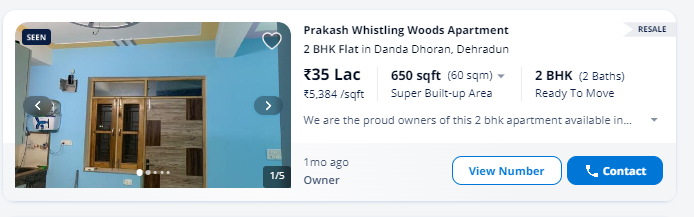 SEEN
1/5
Prakash Whistling Woods Apartment
RESALE
2 BHK Flat in Danda Dhoran, Dehradun
₹35 Lac
₹5,384 /sqft
650 sqft (60 sqm)
Super Built-up Area
2 BHK (2 Baths)
Ready To Move
We are the proud owners of this 2 bhk apartment available in...
1mo ago
Owner
View Number
Contact